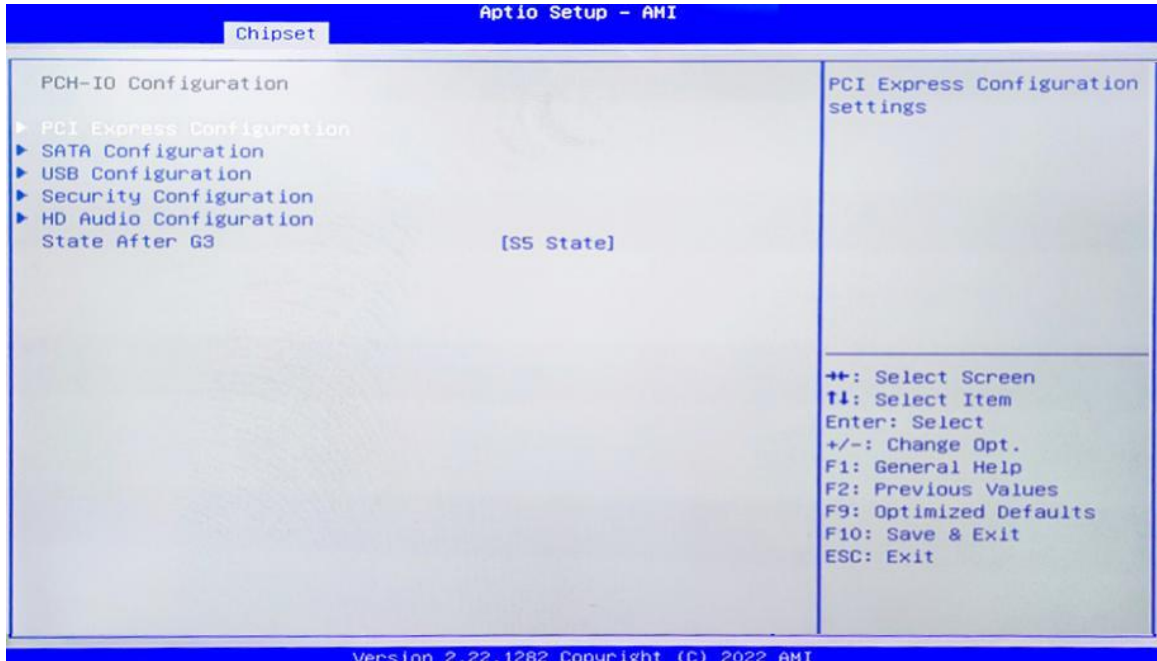 Aptio Setup – AMI
Chipset
PCH-IO Configuration
▶ PCI Express Configuration
▶ SATA Configuration
▶ USB Configuration
▶ Security Configuration
▶ HD Audio Configuration
State After G3 [S5 State]
PCI Express Configuration
settings
→←: Select Screen
↑↓: Select Item
Enter: Select
+/-: Change Opt.
F1: General Help
F2: Previous Values
F9: Optimized Defaults
F10: Save & Exit
ESC: Exit
Version 2.22.1282 Copyright (C) 2022 AMI